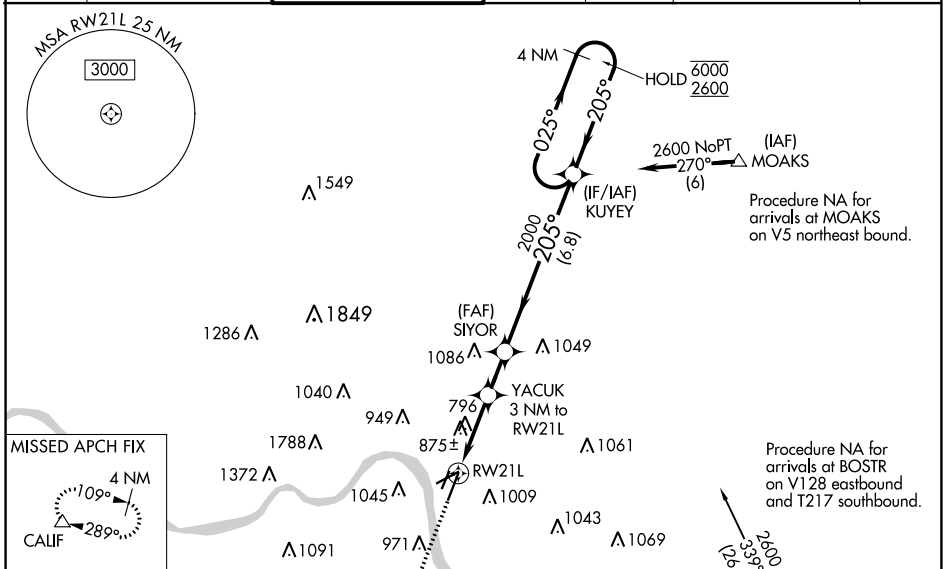 MSA RW21L 25 NM
3000
4 NM
HOLD
6000
2600
025°
205°
2600 NoPT
270°
(6)
(IAF)
MOAKS
(IF/IAF)
KUYEY
Procedure NA for
arrivals at MOAKS
on V5 northeast bound.
1549
2000
205°
(6.8)
1849
1286
(FAF)
SIYOR
1086
1049
1040
949
796
YACUK
3 NM to
RW21L
875±
1788
1061
1372
RW21L
1045
1009
Procedure NA for
arrivals at BOSTR
on V128 eastbound
and T217 southbound.
MISSED APCH FIX
4 NM
109°
289°
CALIF
1043
1069
1091
971
2600
339°
(26